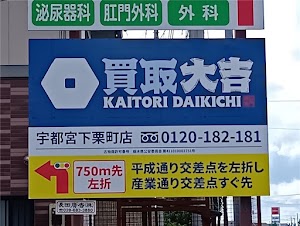 泌尿器科 肛門外科 外科
買取大吉
KAITORI DAIKICHI
宇都宮下栗町店 0120-182-181
750m先
左折
平成通り交差点を左折し
産業通り交差点すぐ先